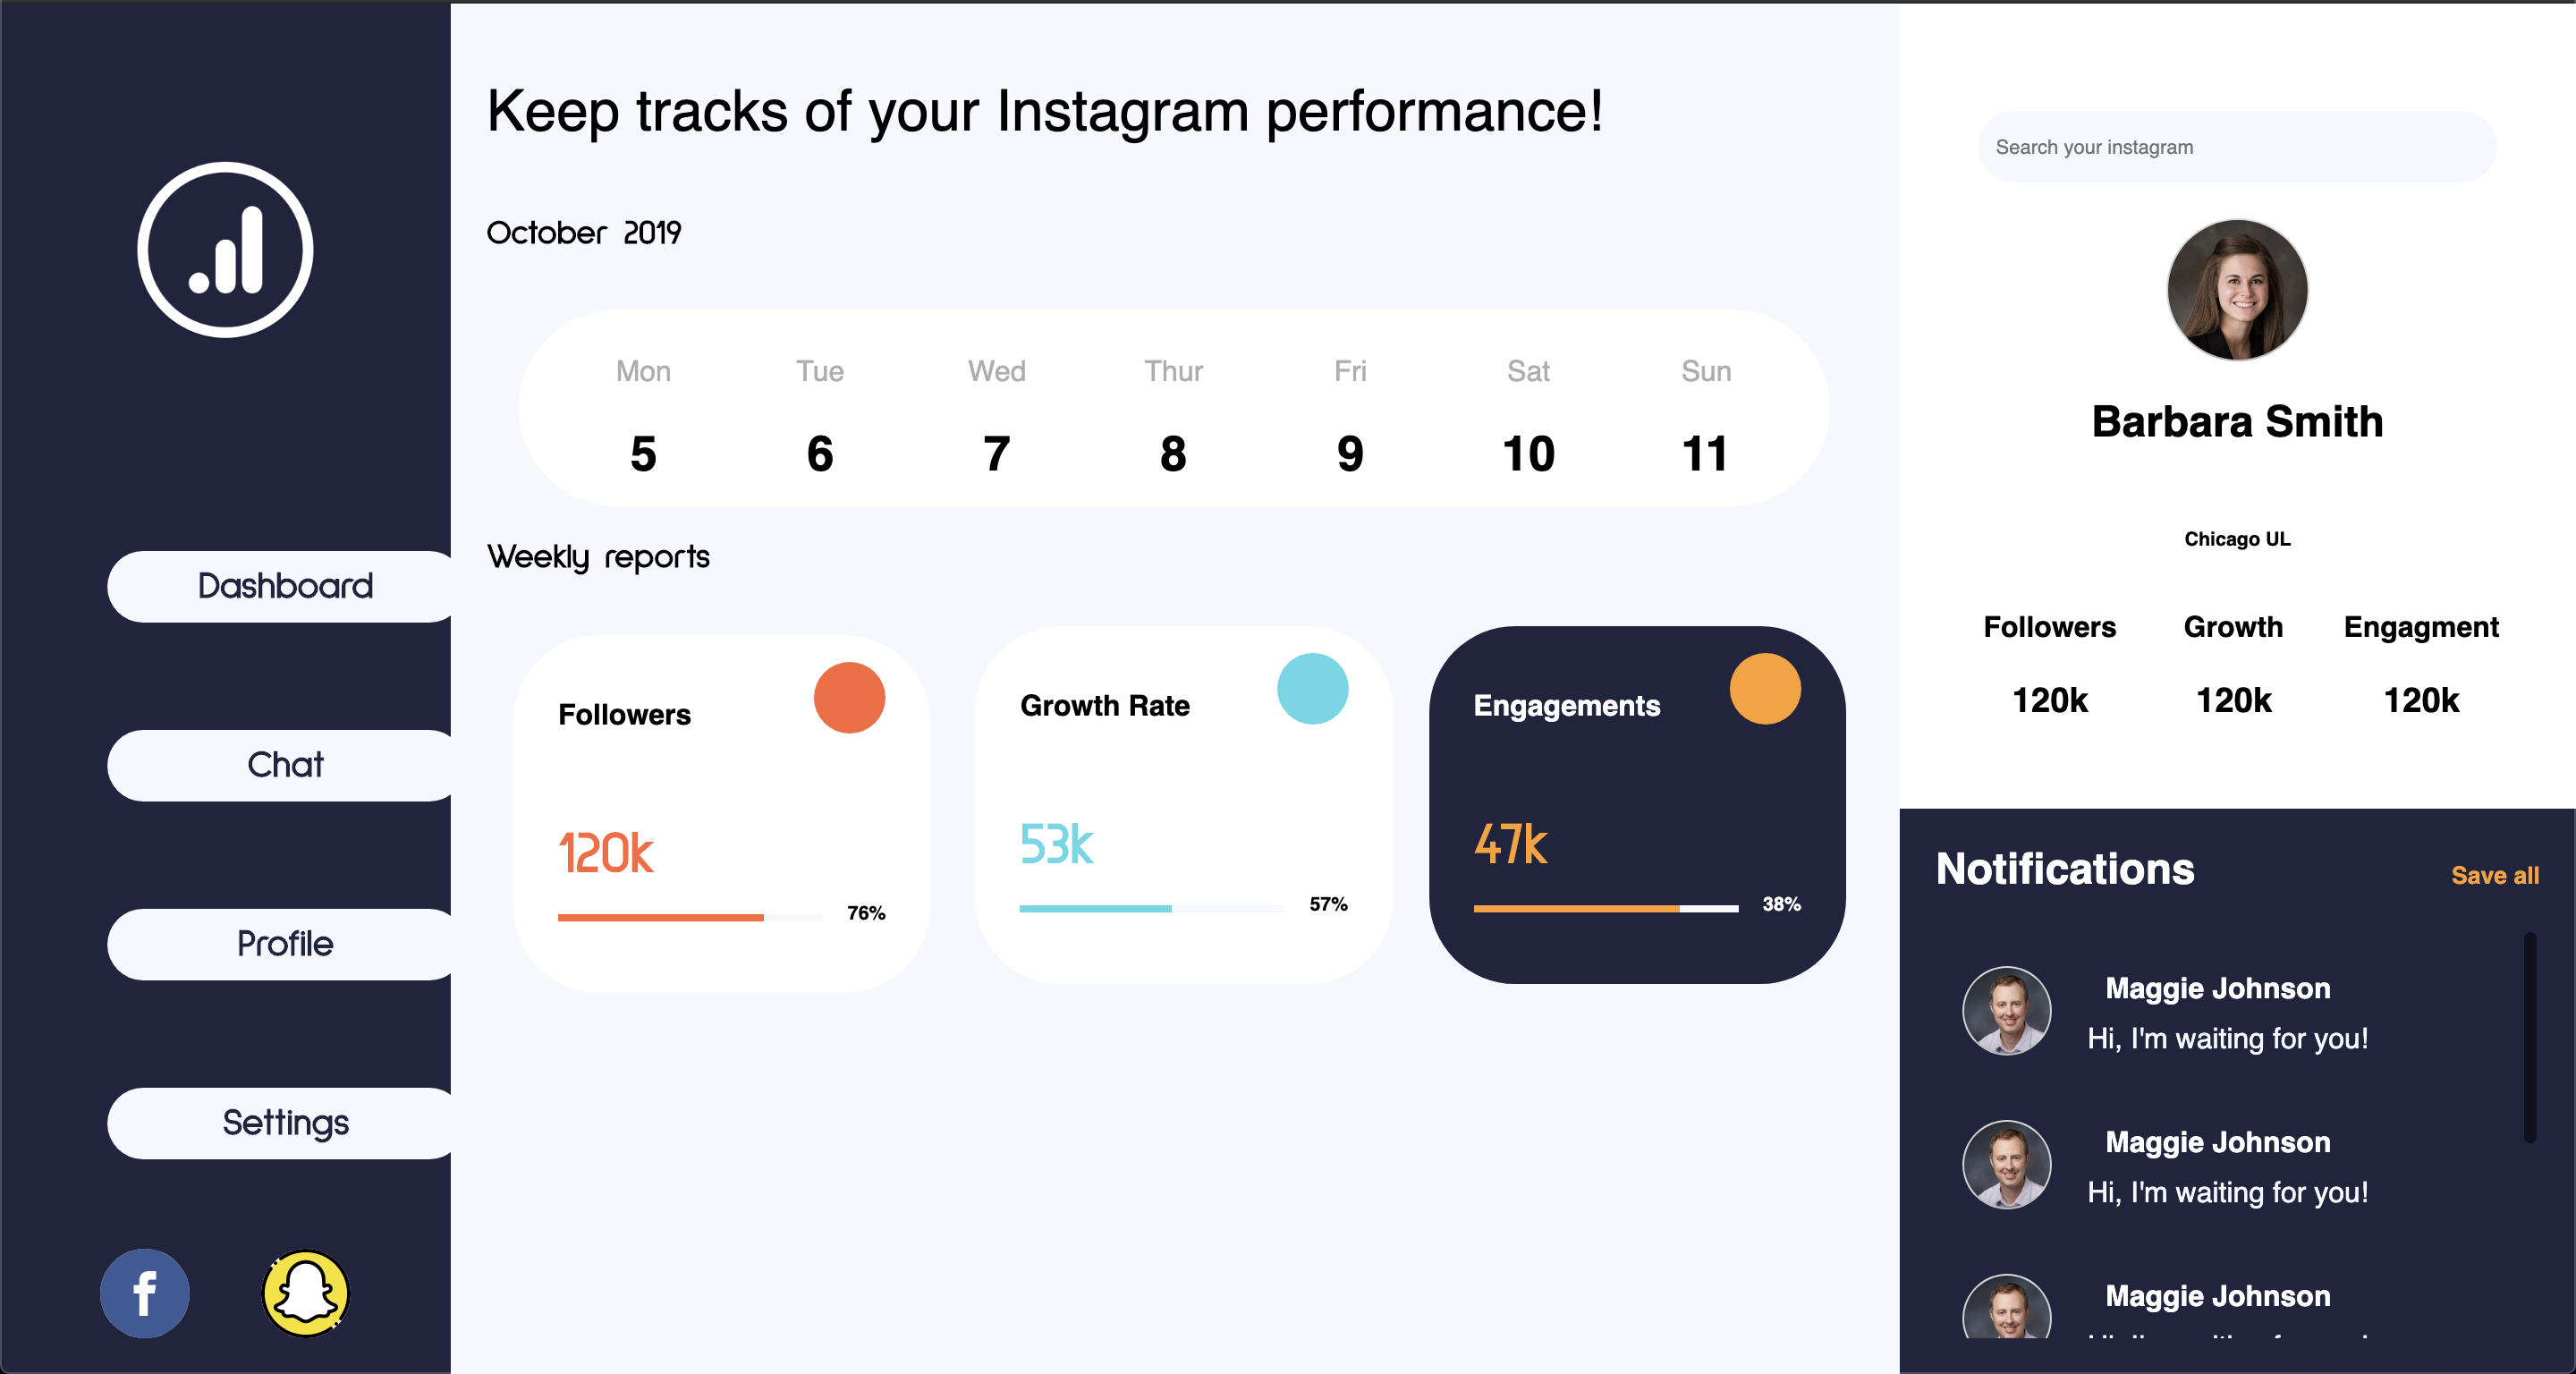 Dashboard
Chat
Profile
Settings
f
Keep tracks of your Instagram performance!
October 2019
Mon Tue Wed Thur Fri Sat Sun
5 6 7 8 9 10 11
Weekly reports
Followers
120k
76%
Growth Rate
53k
57%
Engagements
47k
38%
Search your instagram
Barbara Smith
Chicago UL
Followers Growth Engagment
120k 120k 120k
Notifications
Save all
Maggie Johnson
Hi, I'm waiting for you!
Maggie Johnson
Hi, I'm waiting for you!
Maggie Johnson